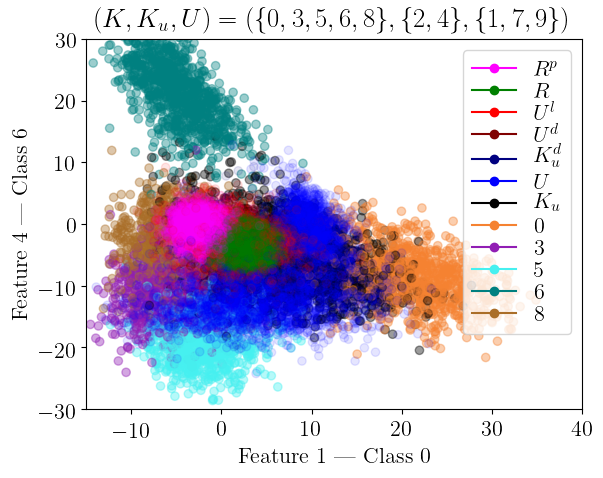 (K, K_u, U) = ({0, 3, 5, 6, 8}, {2, 4}, {1, 7, 9})
30
20
10
0
−10
−20
−30
Feature 4 — Class 6
−10
0
10
20
30
40
Feature 1 — Class 0
R^p
R
U^l
U^d
K_u^d
U
K_u
0
3
5
6
8